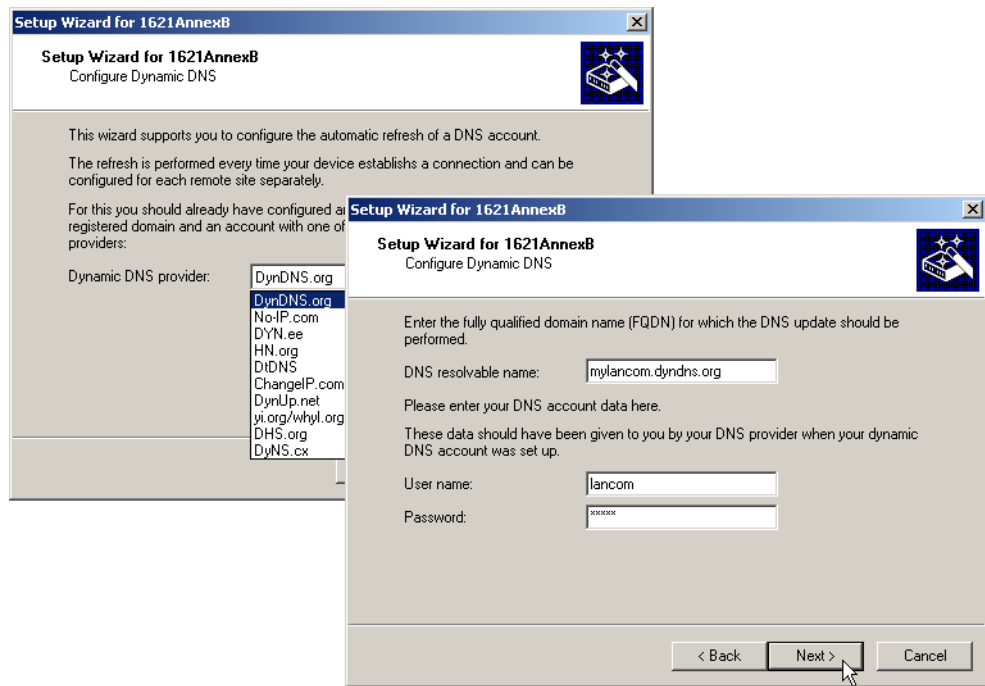 Setup Wizard for 1621AnnexB
Setup Wizard for 1621AnnexB
Configure Dynamic DNS
This wizard supports you to configure the automatic refresh of a DNS account.
The refresh is performed every time your device establishs a connection and can be
configured for each remote site separately.
For this you should already have configured an
registered domain and an account with one of
providers:
Dynamic DNS provider:
DynDNS.org
DynDNS.org
No-IP.com
DYN.ee
HN.org
DtDNS
ChangeIP.com
DynUp.net
yi.org/whyI.org
DHS.org
DyNS.cx
Setup Wizard for 1621AnnexB
Setup Wizard for 1621AnnexB
Configure Dynamic DNS
Enter the fully qualified domain name (FQDN) for which the DNS update should be
performed.
DNS resolvable name:
mylancom.dyndns.org
Please enter your DNS account data here.
These data should have been given to you by your DNS provider when your dynamic
DNS account was set up.
User name:
lancom
Password:
*****
< Back
Next >
Cancel